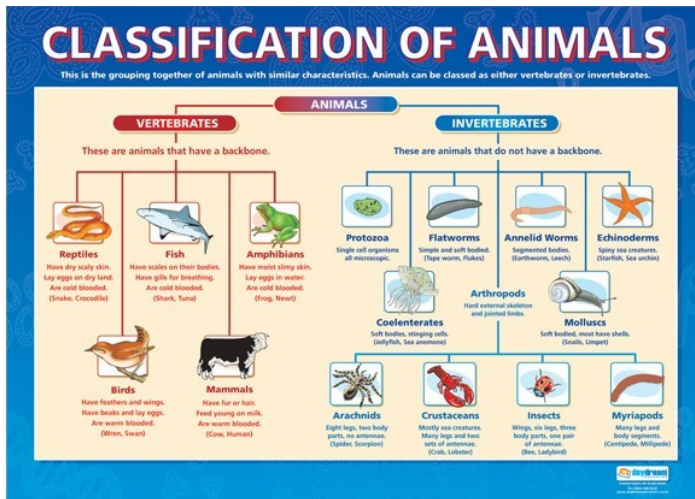 CLASSIFICATION OF ANIMALS
This is the grouping together of animals with similar characteristics. Animals can be classed as either vertebrates or invertebrates.
ANIMALS
VERTEBRATES
These are animals that have a backbone.
Reptiles
Have dry scaly skin.
Lay eggs on dry land.
Are cold blooded.
(Snake, Crocodile)
Fish
Have scales on their bodies.
Have gills for breathing.
Are cold blooded.
(Shark, Tuna)
Amphibians
Have moist slimy skin.
Lay eggs in water.
Are cold blooded.
(Frog, Newt)
Birds
Have feathers and wings.
Have beaks and lay eggs.
Are warm blooded.
(Wren, Swan)
Mammals
Have fur or hair.
Feed young on milk.
Are warm blooded.
(Cow, Human)
INVERTEBRATES
These are animals that do not have a backbone.
Protozoa
Single cell organisms
all microscopic.
Flatworms
Simple and soft bodied.
(Tape worm, Flukes)
Annelid Worms
Segmented bodies.
(Earthworm, Leech)
Echinoderms
Spiny sea creatures.
(Starfish, Sea urchin)
Coelenterates
Soft bodies, stinging cells.
(Jellyfish, Sea anemone)
Arthropods
Hard external skeleton
and jointed limbs.
Molluscs
Soft bodied, most have shells.
(Snails, Limpet)
Arachnids
Eight legs, two body
parts, no antennae.
(Spider, Scorpion)
Crustaceans
Mostly sea creatures.
Many legs and two
sets of antennae.
(Crab, Lobster)
Insects
Wings, six legs, three
body parts, one pair
of antennae.
(Bee, Ladybird)
Myriapods
Many legs and
body segments.
(Centipede, Millipede)
daydream